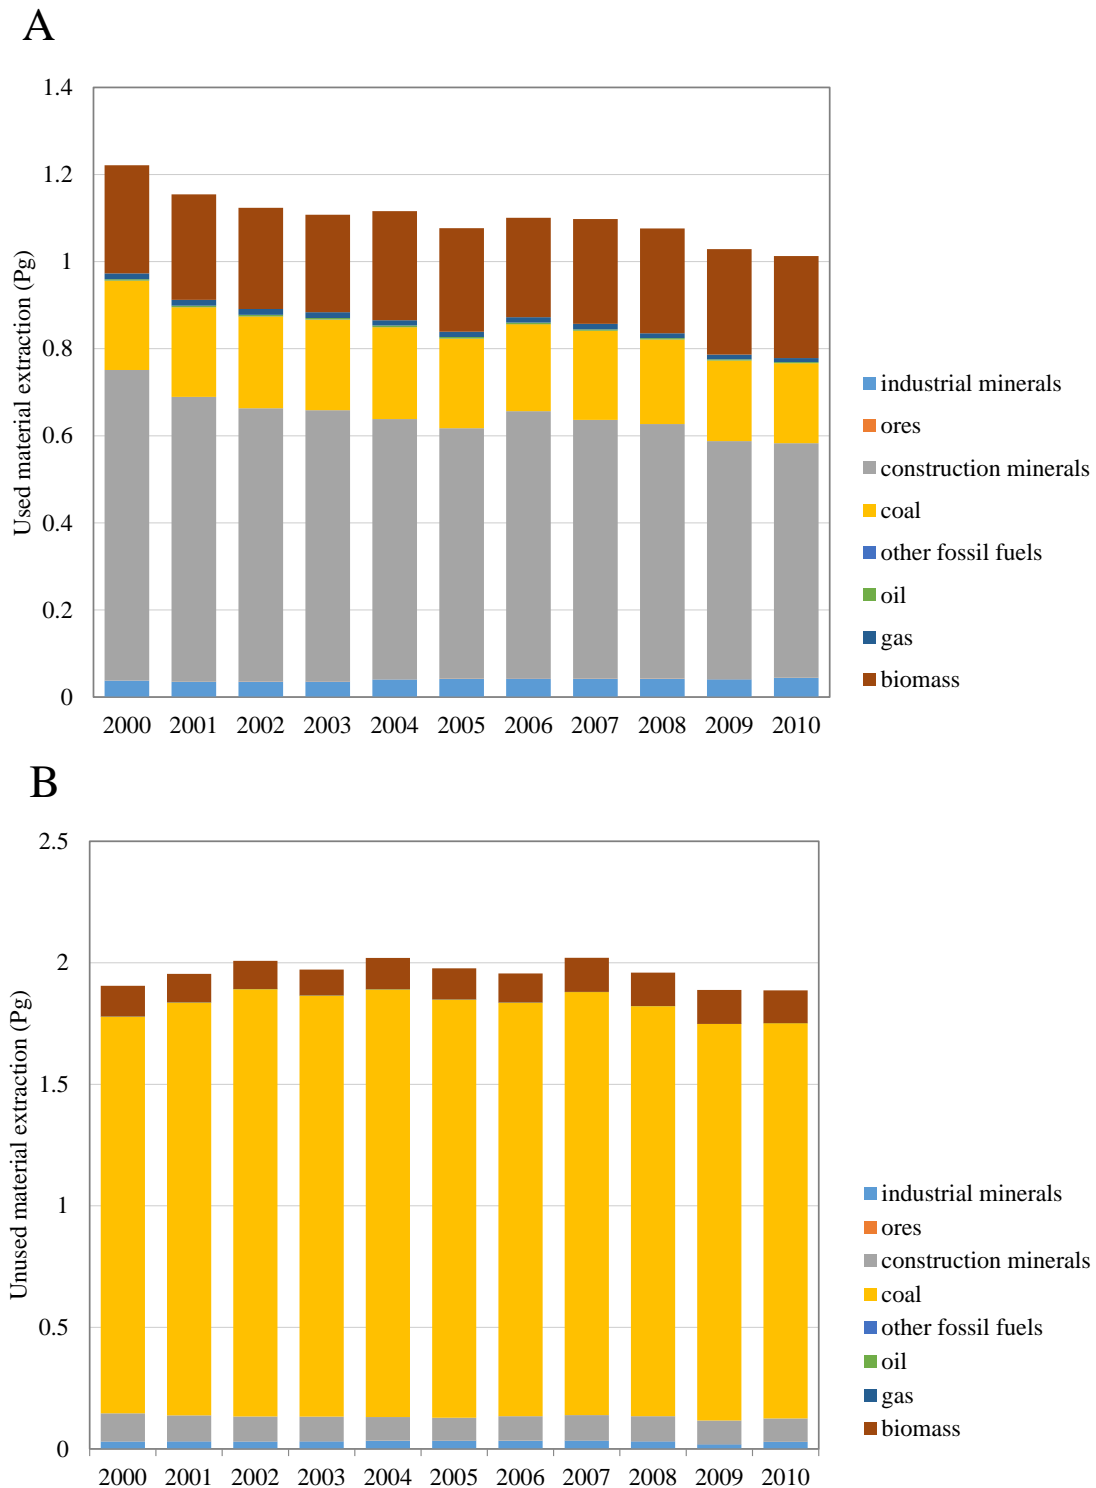 A
1.4
1.2
1
0.8
0.6
0.4
0.2
0
Used material extraction (Pg)
2000 2001 2002 2003 2004 2005 2006 2007 2008 2009 2010
industrial minerals
ores
construction minerals
coal
other fossil fuels
oil
gas
biomass
B
2.5
2
1.5
1
0.5
0
Unused material extraction (Pg)
2000 2001 2002 2003 2004 2005 2006 2007 2008 2009 2010
industrial minerals
ores
construction minerals
coal
other fossil fuels
oil
gas
biomass